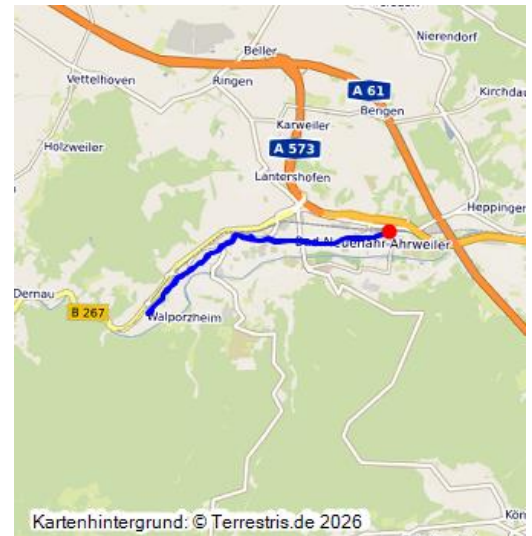 Nierendorf
Beller
Vettelhoven
Ringen
A 61
Kirchdau
Bengen
Karweiler
Holzweiler
A 573
Lantershofen
Heppinger
Bad Neuenahr-Ahrweiler
Dernau
B 267
Walporzheim
Kön
Kartenhintergrund: © Terrestris.de 2026